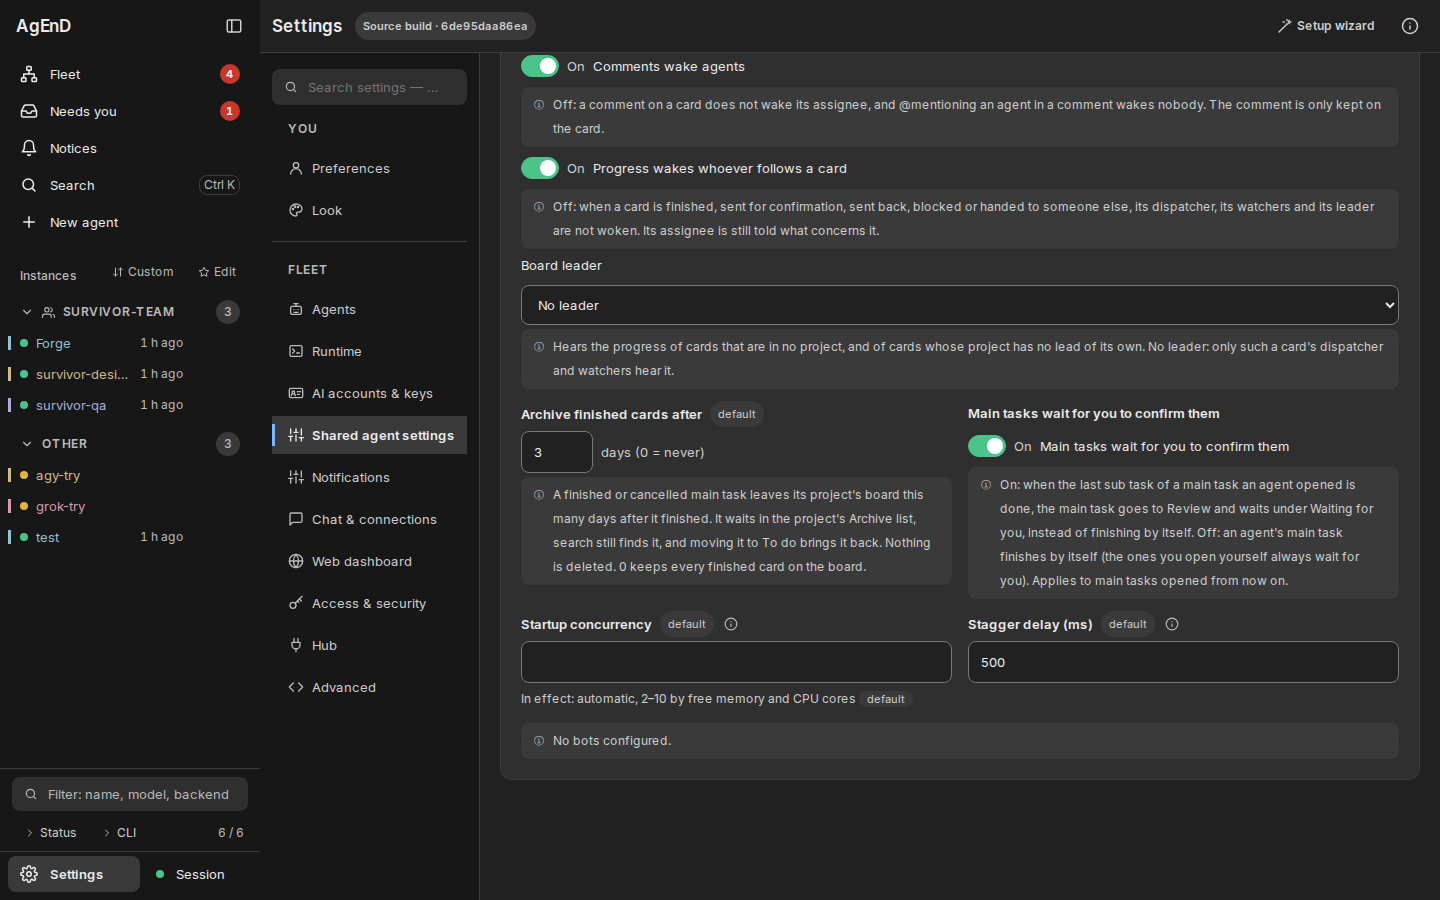 AgEnD
Fleet
4
Needs you
1
Notices
Search
Ctrl K
New agent
Instances
Custom
Edit
SURVIVOR-TEAM
3
Forge
1 h ago
survivor-desi...
1 h ago
survivor-qa
1 h ago
OTHER
3
agy-try
grok-try
test
1 h ago
Filter: name, model, backend
Status
CLI
6 / 6
Settings
Session
Settings
Source build · 6de95daa86ea
Setup wizard
Search settings — ...
YOU
Preferences
Look
FLEET
Agents
Runtime
AI accounts & keys
Shared agent settings
Notifications
Chat & connections
Web dashboard
Access & security
Hub
Advanced
On Comments wake agents
Off: a comment on a card does not wake its assignee, and @mentioning an agent in a comment wakes nobody. The comment is only kept on
the card.
On Progress wakes whoever follows a card
Off: when a card is finished, sent for confirmation, sent back, blocked or handed to someone else, its dispatcher, its watchers and its leader
are not woken. Its assignee is still told what concerns it.
Board leader
No leader
Hears the progress of cards that are in no project, and of cards whose project has no lead of its own. No leader: only such a card's dispatcher
and watchers hear it.
Archive finished cards after default
3 days (0 = never)
A finished or cancelled main task leaves its project's board this
many days after it finished. It waits in the project's Archive list,
search still finds it, and moving it to To do brings it back. Nothing
is deleted. 0 keeps every finished card on the board.
Main tasks wait for you to confirm them
On Main tasks wait for you to confirm them
On: when the last sub task of a main task an agent opened is
done, the main task goes to Review and waits under Waiting for
you, instead of finishing by itself. Off: an agent's main task
finishes by itself (the ones you open yourself always wait for
you). Applies to main tasks opened from now on.
Startup concurrency default
In effect: automatic, 2–10 by free memory and CPU cores default
Stagger delay (ms) default
500
No bots configured.